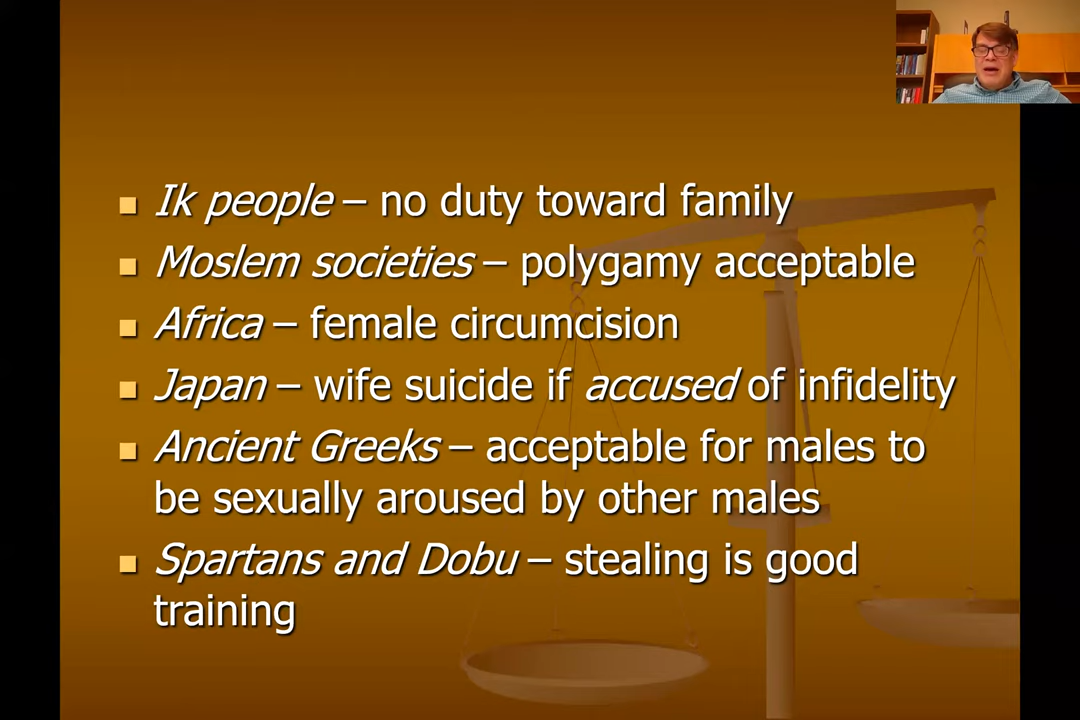 Ik people – no duty toward family
Moslem societies – polygamy acceptable
Africa – female circumcision
Japan – wife suicide if accused of infidelity
Ancient Greeks – acceptable for males to
be sexually aroused by other males
Spartans and Dobu – stealing is good
training